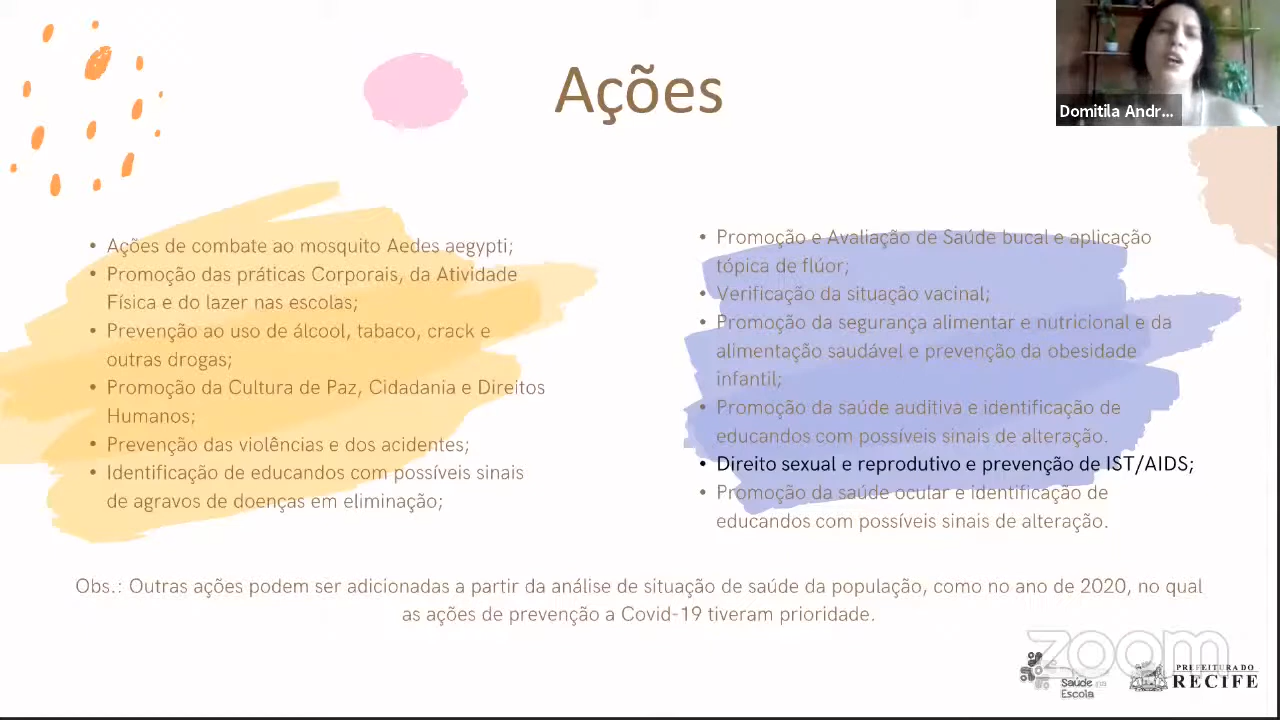 Ações
Domitila Andr...
• Ações de combate ao mosquito Aedes aegypti;
• Promoção das práticas Corporais, da Atividade
Física e do lazer nas escolas;
• Prevenção ao uso de álcool, tabaco, crack e
outras drogas;
• Promoção da Cultura de Paz, Cidadania e Direitos
Humanos;
• Prevenção das violências e dos acidentes;
• Identificação de educandos com possíveis sinais
de agravos de doenças em eliminação;
• Promoção e Avaliação de Saúde bucal e aplicação
tópica de flúor;
• Verificação da situação vacinal;
• Promoção da segurança alimentar e nutricional e da
alimentação saudável e prevenção da obesidade
infantil;
• Promoção da saúde auditiva e identificação de
educandos com possíveis sinais de alteração.
• Direito sexual e reprodutivo e prevenção de IST/AIDS;
• Promoção da saúde ocular e identificação de
educandos com possíveis sinais de alteração.
Obs.: Outras ações podem ser adicionadas a partir da análise de situação de saúde da população, como no ano de 2020, no qual
as ações de prevenção a Covid-19 tiveram prioridade.
zoom
Saúde na
Escola
PREFEITURA DO
RECIFE